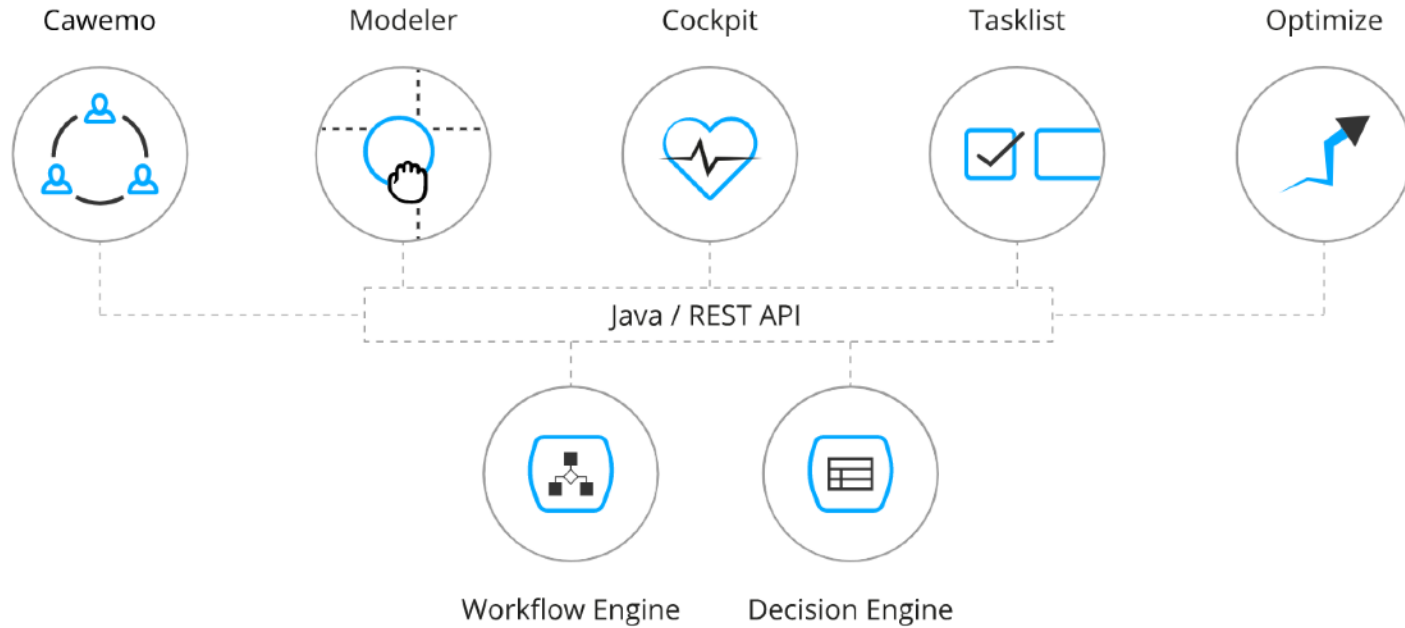 Cawemo
Modeler
Cockpit
Tasklist
Optimize
Java / REST API
Workflow Engine
Decision Engine